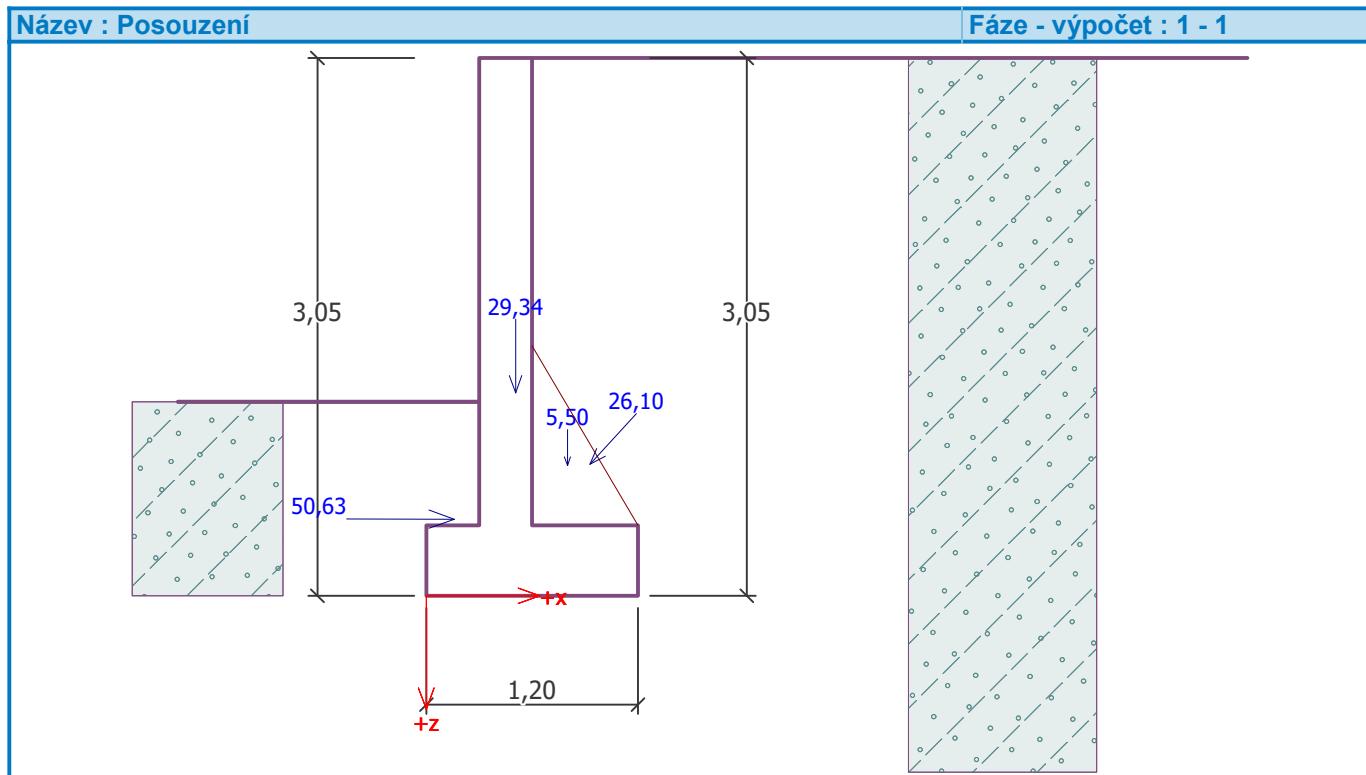 Název : Posouzení
Fáze - výpočet : 1 - 1
29,34
3,05
3,05
26,10
5,50
50,63
+x
1,20
+z